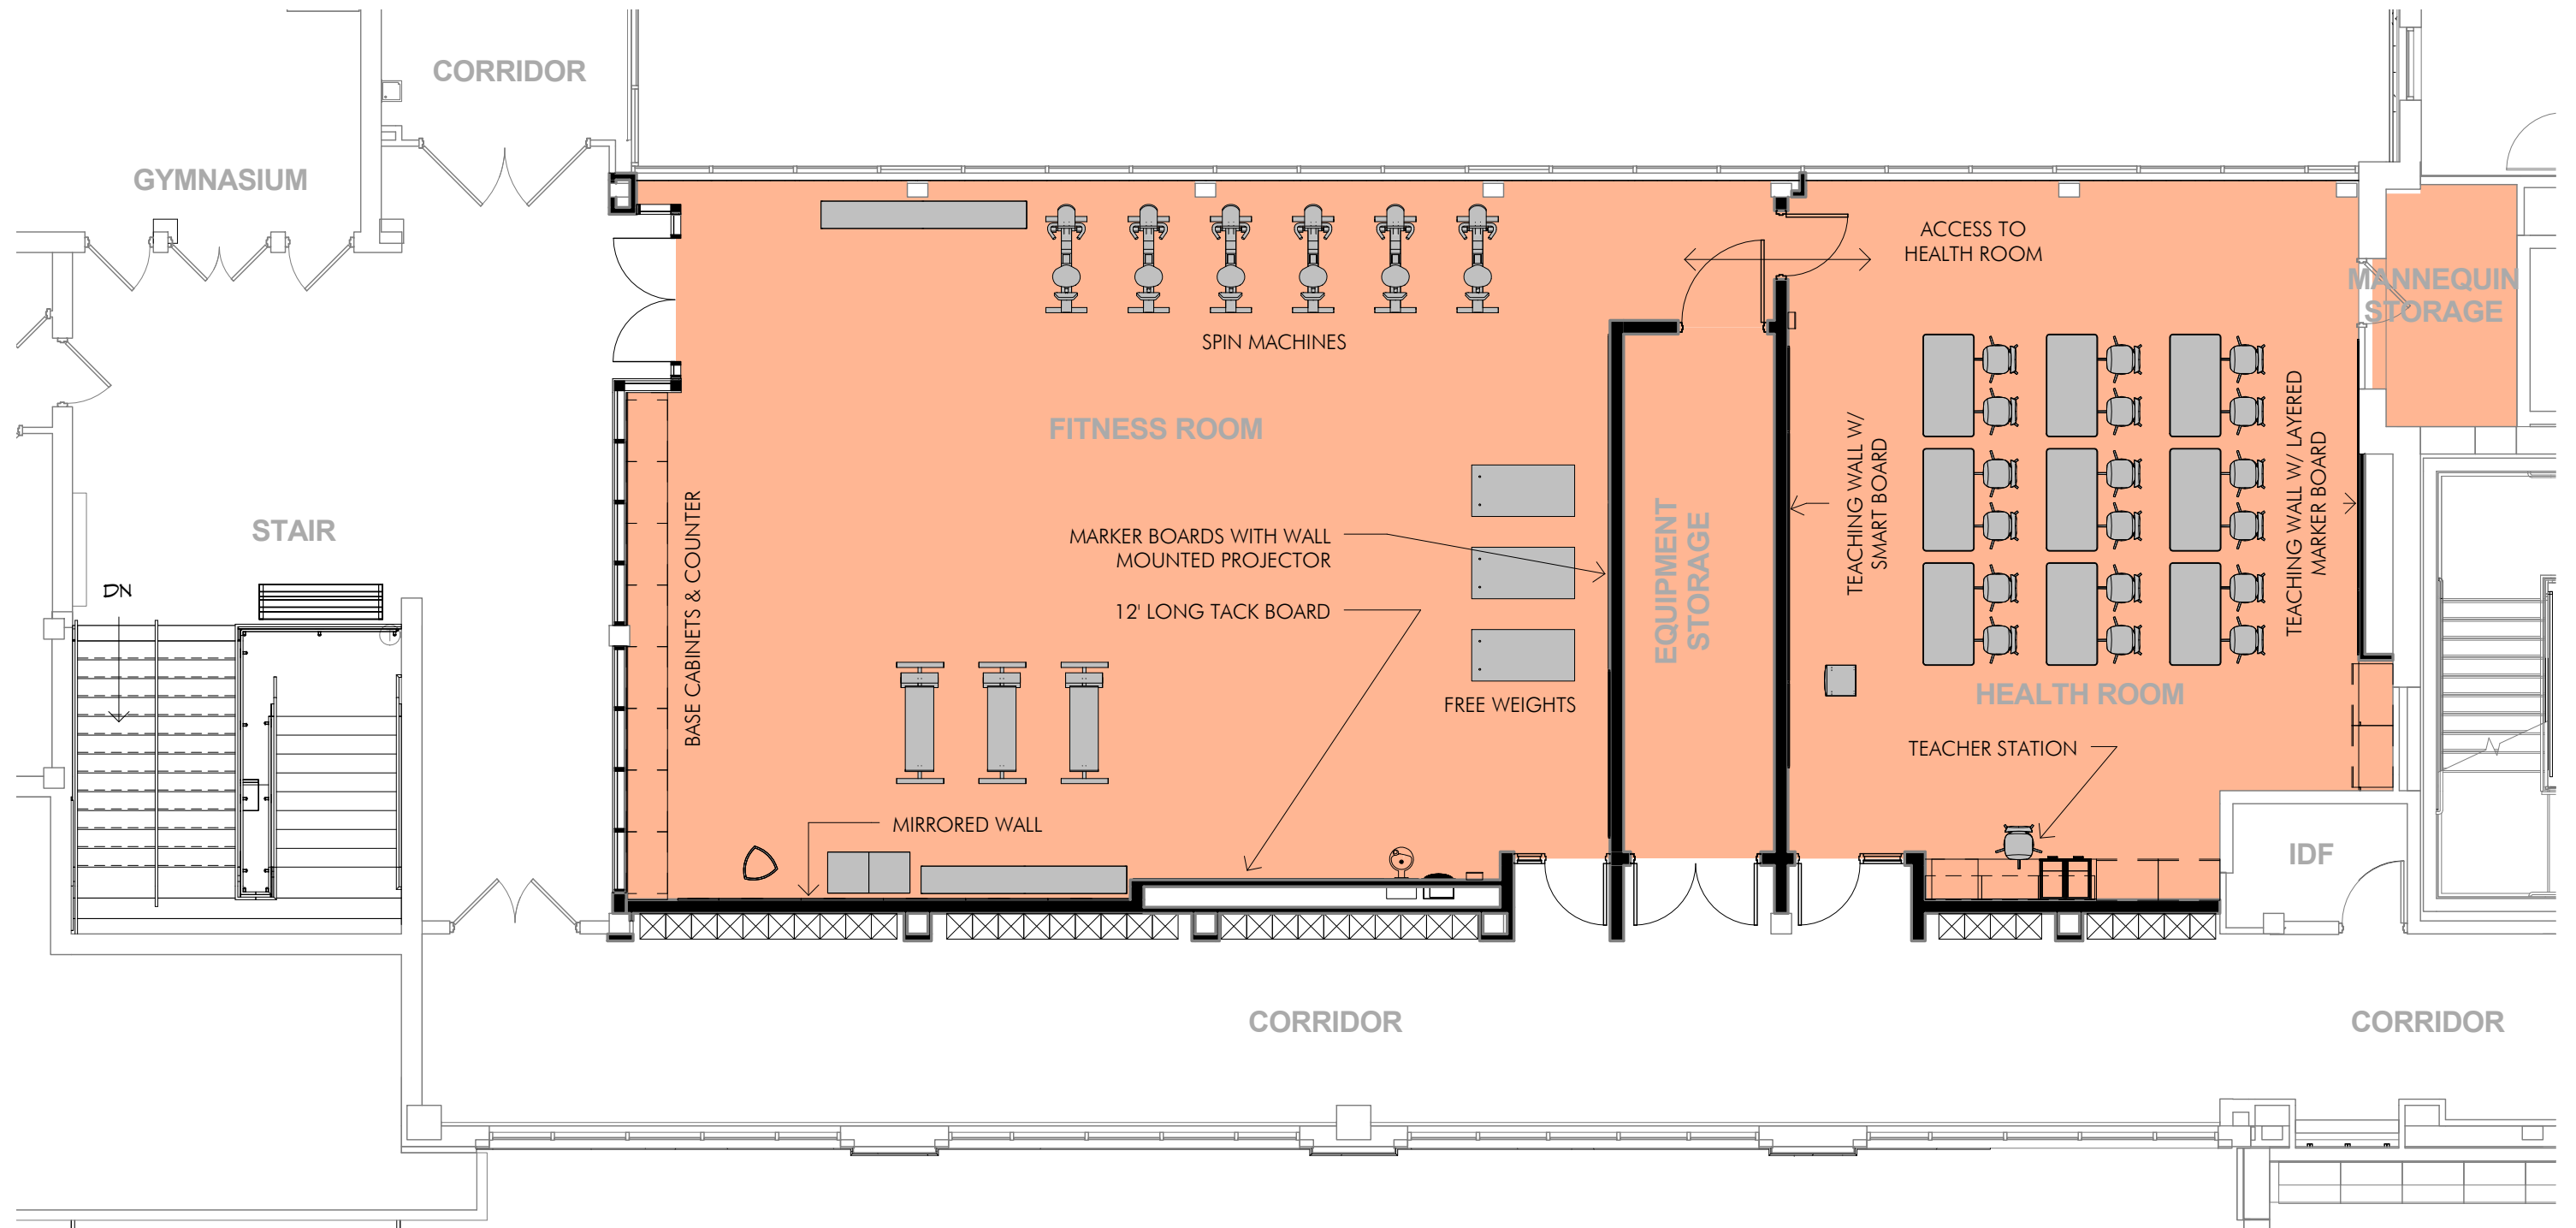 CORRIDOR
GYMNASIUM
ACCESS TO
HEALTH ROOM
MANNEQUIN
STORAGE
SPIN MACHINES
FITNESS ROOM
TEACHING WALL W/
SMART BOARD
TEACHING WALL W/ LAYERED
MARKER BOARD
STAIR
DN
BASE CABINETS & COUNTER
MARKER BOARDS WITH WALL
MOUNTED PROJECTOR
12' LONG TACK BOARD
EQUIPMENT
STORAGE
FREE WEIGHTS
HEALTH ROOM
TEACHER STATION
MIRRORED WALL
IDF
CORRIDOR
CORRIDOR